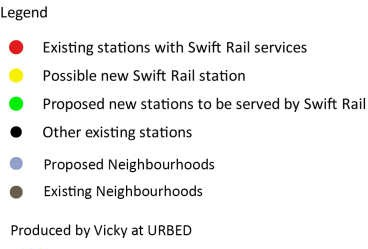 Legend
Existing stations with Swift Rail services
Possible new Swift Rail station
Proposed new stations to be served by Swift Rail
Other existing stations
Proposed Neighbourhoods
Existing Neighbourhoods
Produced by Vicky at URBED